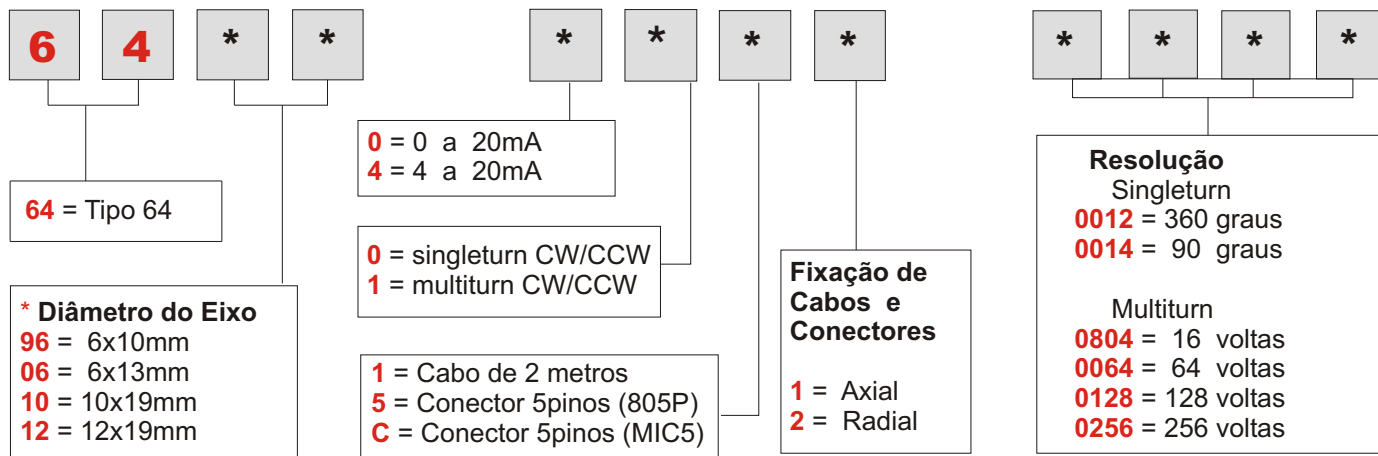 6 4 * * * * * * * * * *
64 = Tipo 64
* Diâmetro do Eixo
96 = 6x10mm
06 = 6x13mm
10 = 10x19mm
12 = 12x19mm
0 = 0 a 20mA
4 = 4 a 20mA
0 = singleturn CW/CCW
1 = multiturn CW/CCW
1 = Cabo de 2 metros
5 = Conector 5pinos (805P)
C = Conector 5pinos (MIC5)
Fixação de
Cabos e
Conectores
1 = Axial
2 = Radial
Resolução
Singleturn
0012 = 360 graus
0014 = 90 graus
Multiturn
0804 = 16 voltas
0064 = 64 voltas
0128 = 128 voltas
0256 = 256 voltas